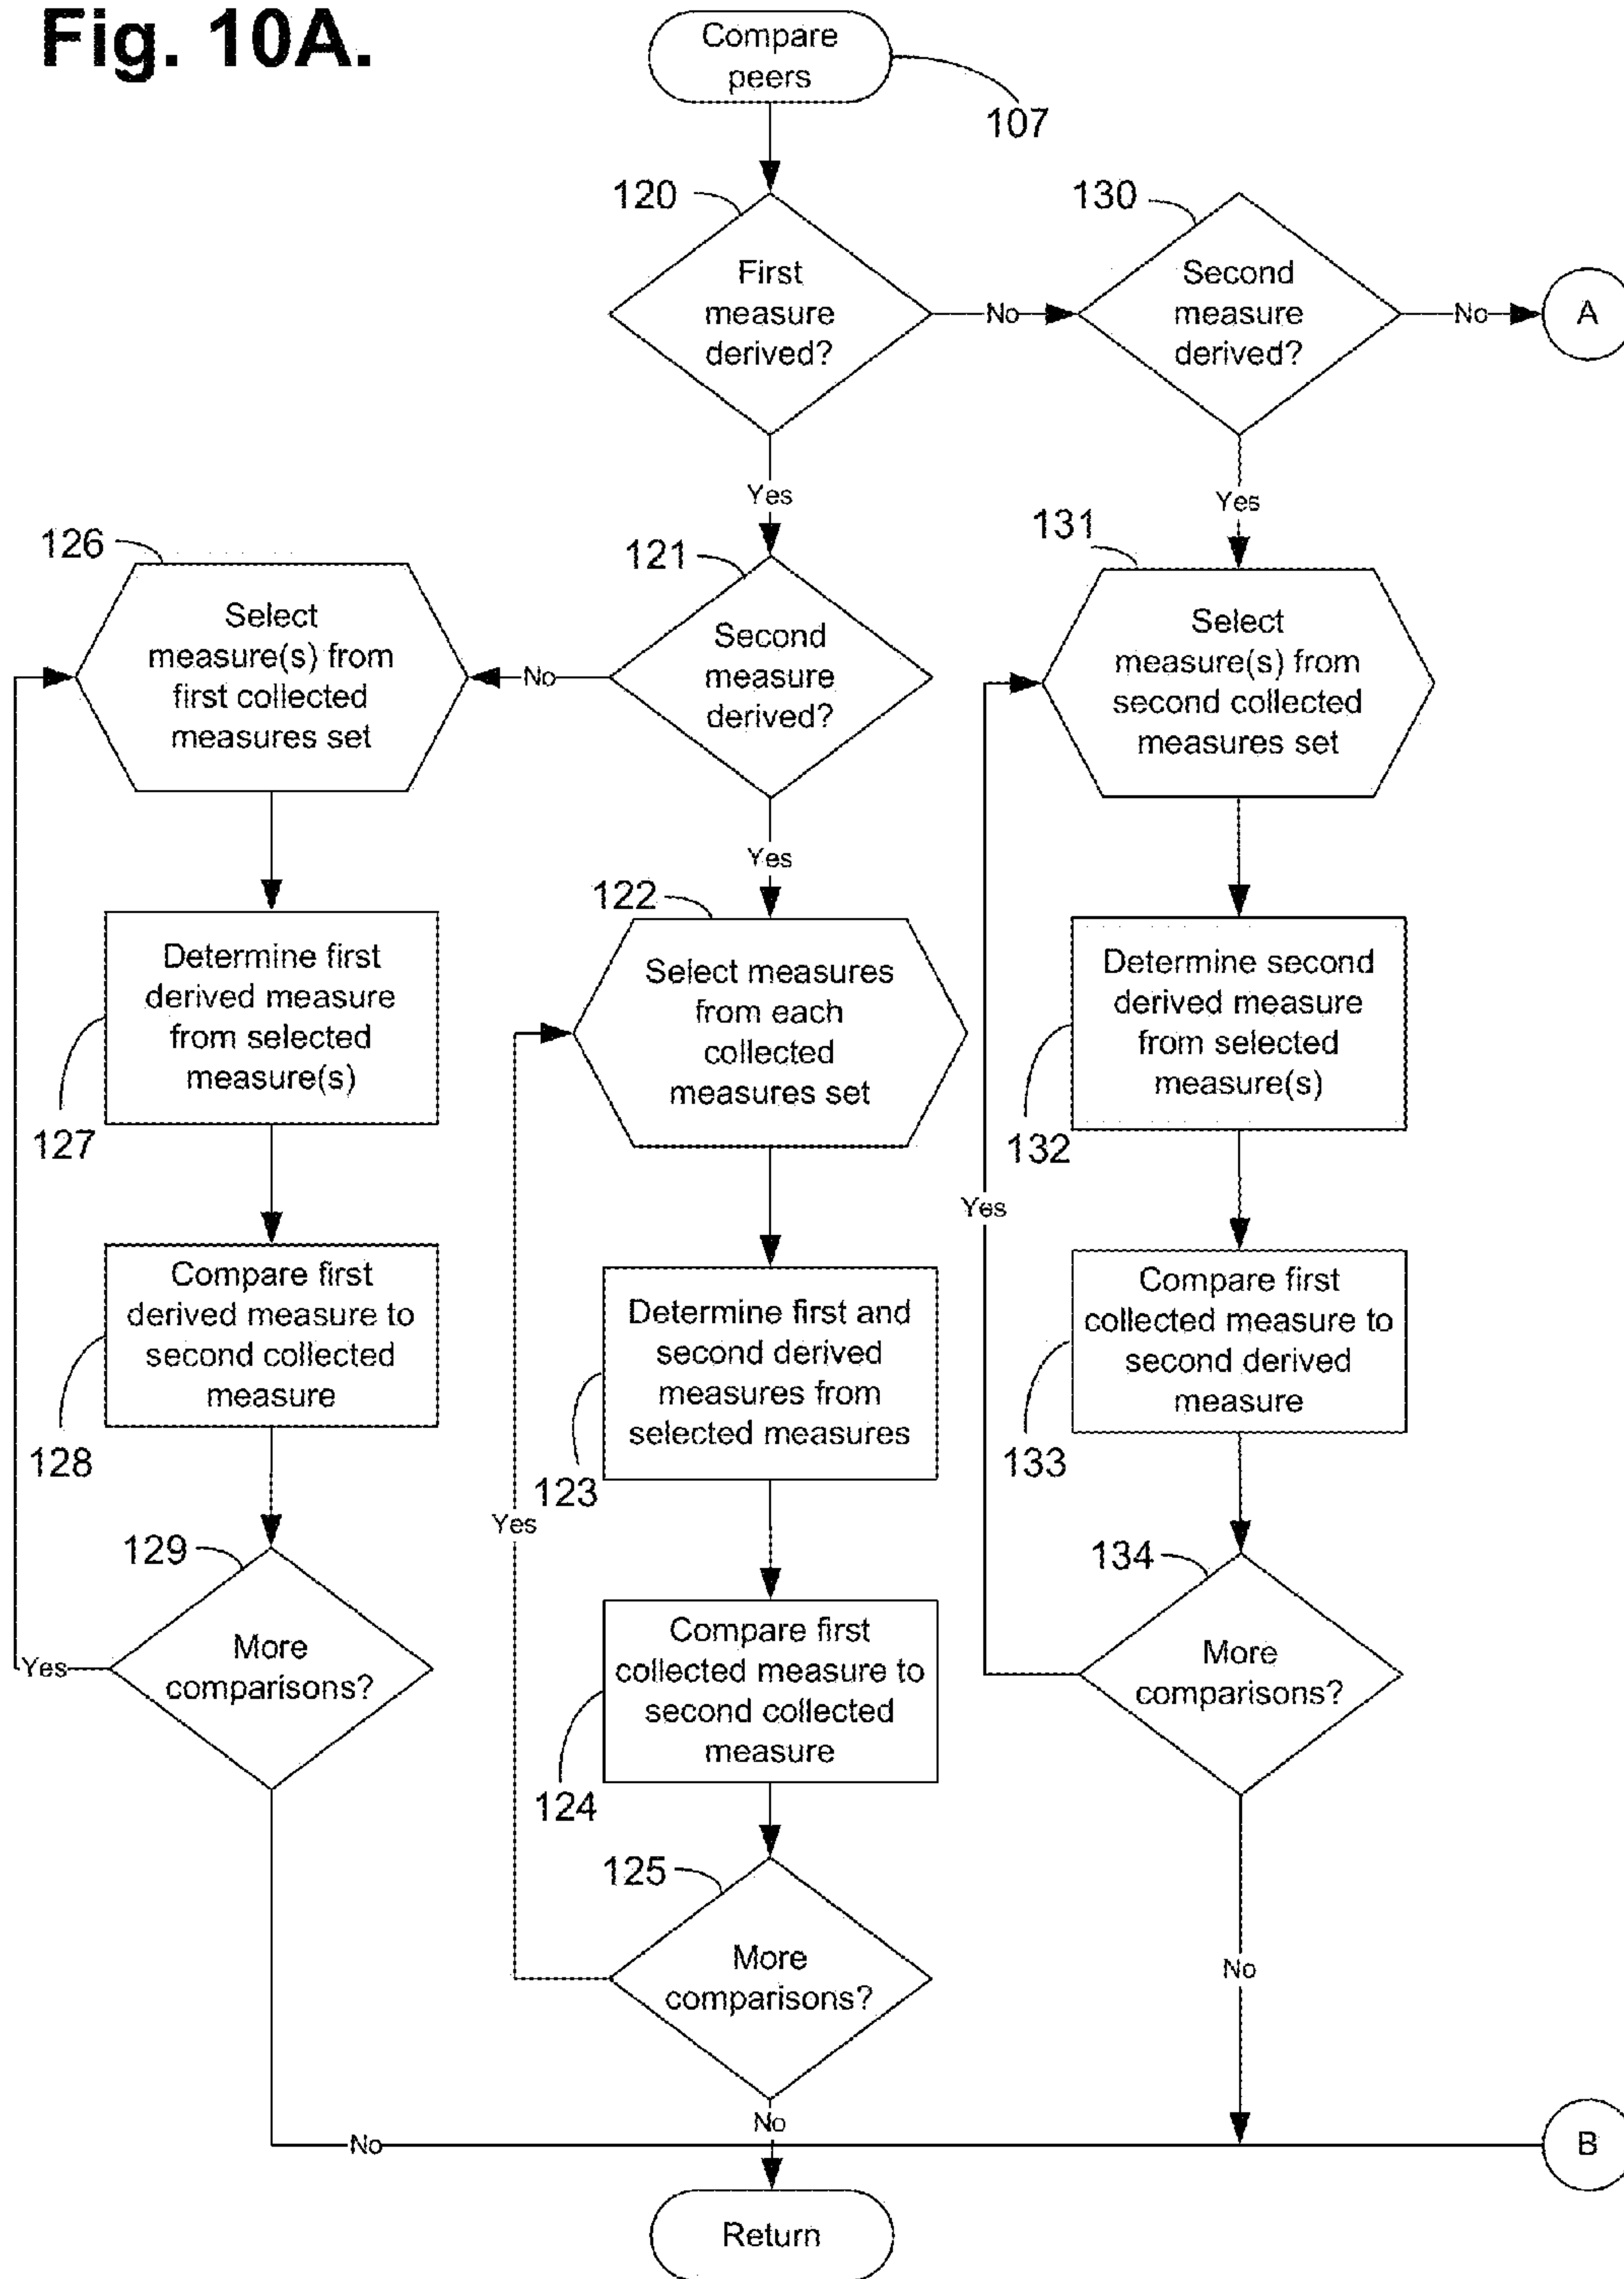 Fig. 10A.
Compare
peers
107
120
First
measure
derived?
No
130
Second
measure
derived?
No
A
Yes
Yes
126
Select
measure(s) from
first collected
measures set
No
121
Second
measure
derived?
131
Select
measure(s) from
second collected
measures set
Yes
127
Determine first
derived measure
from selected
measure(s)
122
Select measures
from each
collected
measures set
132
Determine second
derived measure
from selected
measure(s)
Yes
128
Compare first
derived measure to
second collected
measure
123
Determine first and
second derived
measures from
selected measures
133
Compare first
collected measure to
second derived
measure
Yes
129
More
comparisons?
Yes
124
Compare first
collected measure to
second collected
measure
134
More
comparisons?
125
More
comparisons?
No
No
No
B
Return